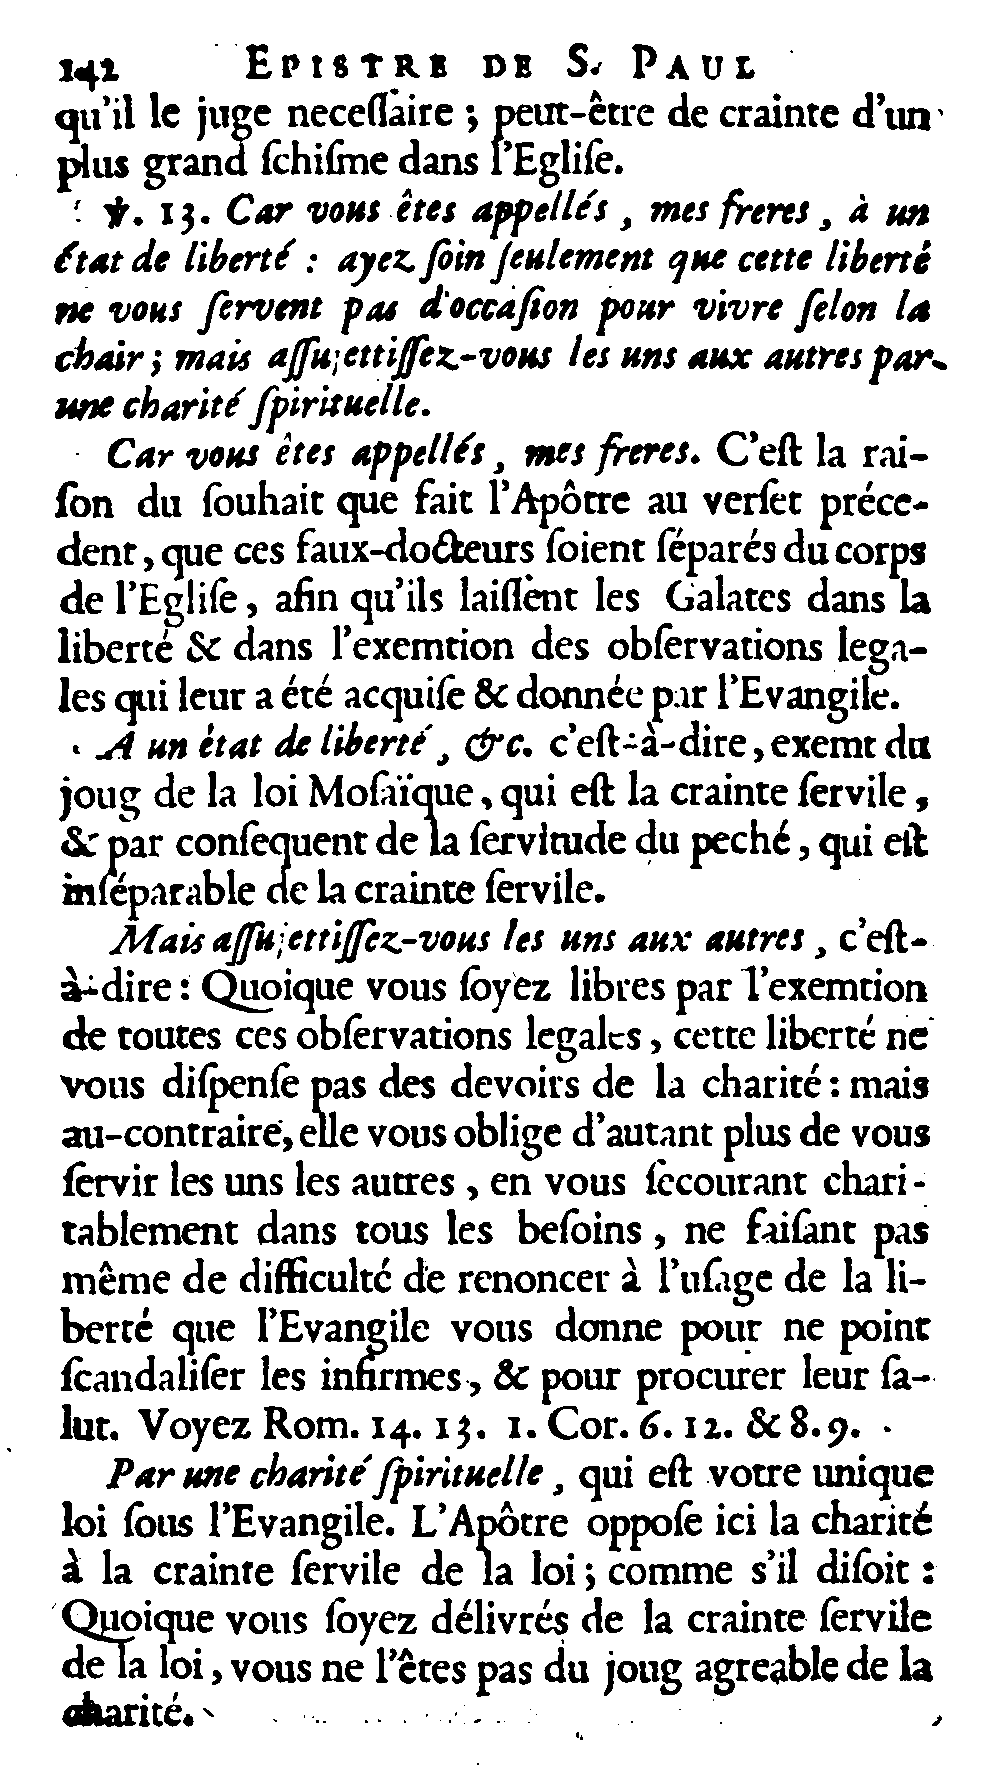 142 EPISTRE DE S. PAUL
qu'il le juge necessaire ; peut-être de crainte d'un
plus grand ſchiſme dans l'Egliſe.
℣. 13. Car vous êtes appellés, mes freres, à un
état de liberté : ayez ſoin ſeulement que cette liberté
ne vous ſervent pas d'occaſion pour vivre ſelon la
chair ; mais aſſujettiſſez-vous les uns aux autres par
une charité ſpirituelle.
Car vous êtes appellés, mes freres. C'eſt la rai-
ſon du ſouhait que fait l'Apôtre au verſet préce-
dent, que ces faux-docteurs ſoient ſéparés du corps
de l'Egliſe, afin qu'ils laiſſent les Galates dans la
liberté & dans l'exemtion des obſervations lega-
les qui leur a été acquiſe & donnée par l'Evangile.
A un état de liberté, &c. c'eſt-à-dire, exemt du
joug de la loi Moſaïque, qui eſt la crainte ſervile,
& par conſequent de la ſervitude du peché, qui eſt
inſéparable de la crainte ſervile.
Mais aſſujettiſſez-vous les uns aux autres, c'eſt-
à-dire : Quoique vous ſoyez libres par l'exemtion
de toutes ces obſervations legales, cette liberté ne
vous diſpenſe pas des devoirs de la charité : mais
au-contraire, elle vous oblige d'autant plus de vous
ſervir les uns les autres, en vous ſecourant chari-
tablement dans tous les beſoins, ne faiſant pas
même de difficulté de renoncer à l'uſage de la li-
berté que l'Evangile vous donne pour ne point
ſcandaliſer les infirmes, & pour procurer leur ſa-
lut. Voyez Rom. 14. 13. 1. Cor. 6. 12. & 8. 9.
Par une charité ſpirituelle, qui eſt votre unique
loi ſous l'Evangile. L'Apôtre oppoſe ici la charité
à la crainte ſervile de la loi ; comme s'il diſoit :
Quoique vous ſoyez délivrés de la crainte ſervile
de la loi, vous ne l'êtes pas du joug agreable de la
charité.